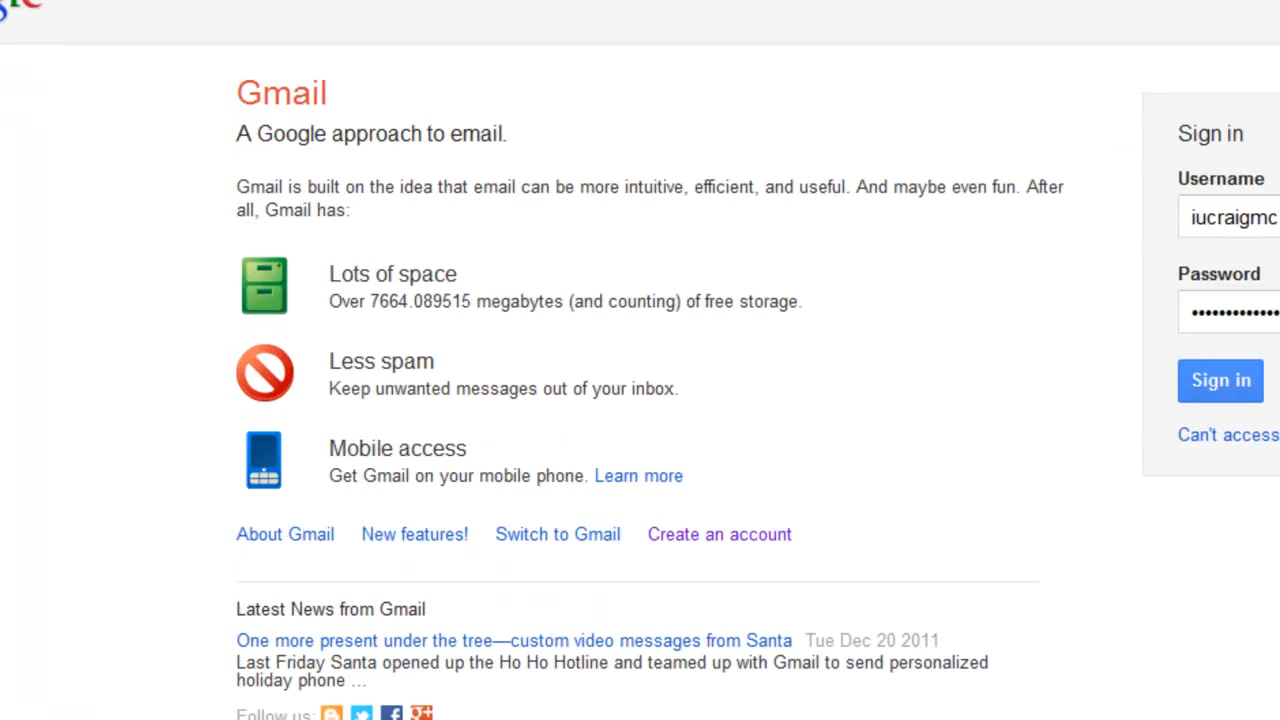 Gmail
A Google approach to email.
Gmail is built on the idea that email can be more intuitive, efficient, and useful. And maybe even fun. After
all, Gmail has:
Lots of space
Over 7664.089515 megabytes (and counting) of free storage.
Less spam
Keep unwanted messages out of your inbox.
Mobile access
Get Gmail on your mobile phone. Learn more
About Gmail New features! Switch to Gmail Create an account
Latest News from Gmail
One more present under the tree—custom video messages from Santa Tue Dec 20 2011
Last Friday Santa opened up the Ho Ho Hotline and teamed up with Gmail to send personalized
holiday phone ...
Follow us:
Sign in
Username
iucraigmc
Password
Sign in
Can't access